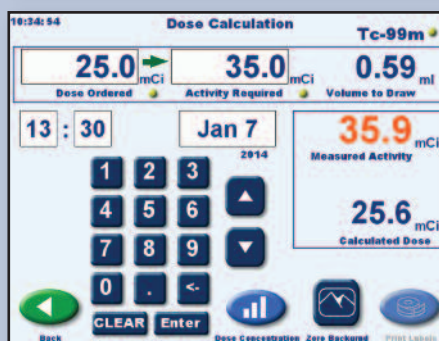 10:34:54 Dose Calculation Tc-99m
25.0 mCi 35.0 mCi 0.59 ml
Dose Ordered Activity Required Volume to Draw
13 : 30 Jan 7
2014
35.9 mCi
Measured Activity
25.6 mCi
Calculated Dose
1 2 3
4 5 6
7 8 9
0 . <-
CLEAR Enter
Back Dose Concentration Zero Backgrnd Print Labels